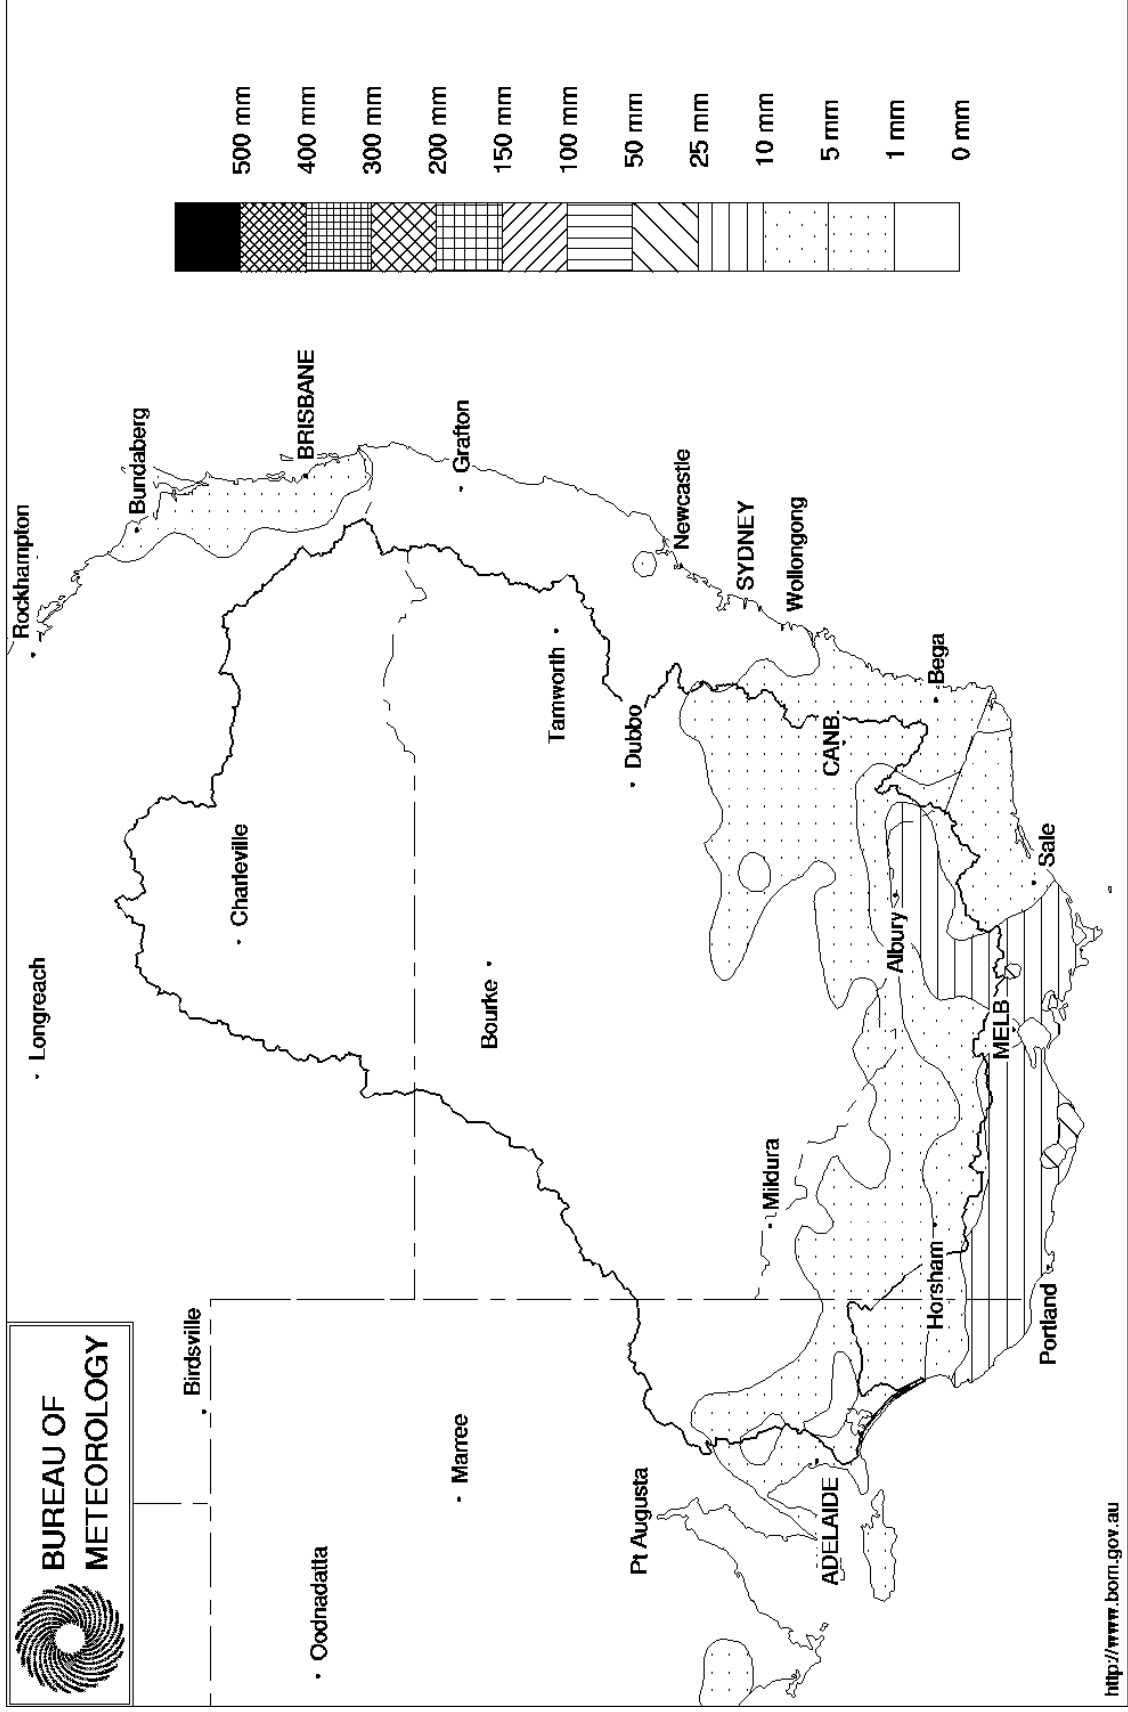 BUREAU OF
METEOROLOGY
Rockhampton
Longreach
Bundaberg
Birdsville
Charleville
BRISBANE
Oodnadatta
Marree
Bourke
Grafton
Tamworth
Pt Augusta
Dubbo
Newcastle
Mildura
SYDNEY
Wollongong
ADELAIDE
CANB.
Albury
Horsham
Bega
MELB
Portland
Sale
500 mm
400 mm
300 mm
200 mm
150 mm
100 mm
50 mm
25 mm
10 mm
5 mm
1 mm
0 mm
http://www.bom.gov.au